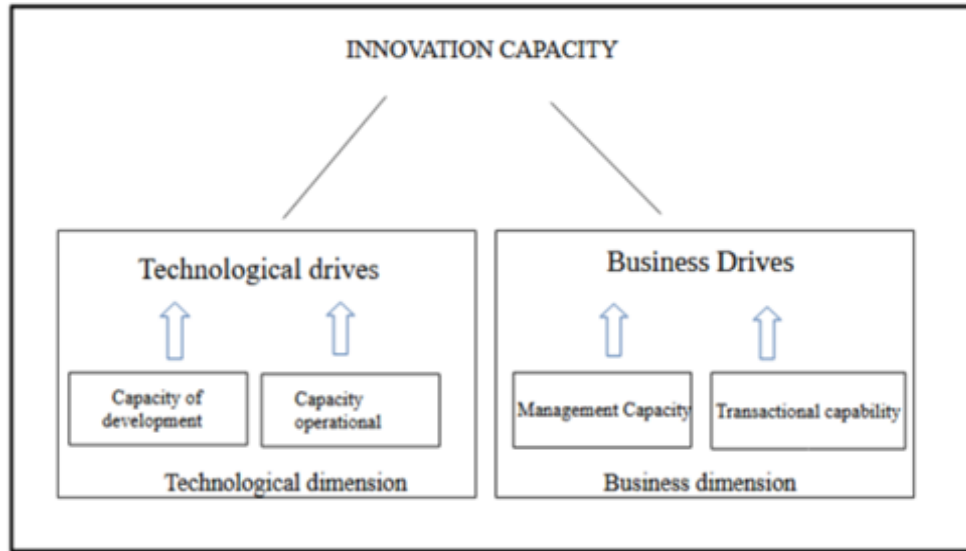 INNOVATION CAPACITY
Technological drives
Capacity of
development
Capacity
operational
Technological dimension
Business Drives
Management Capacity
Transactional capability
Business dimension